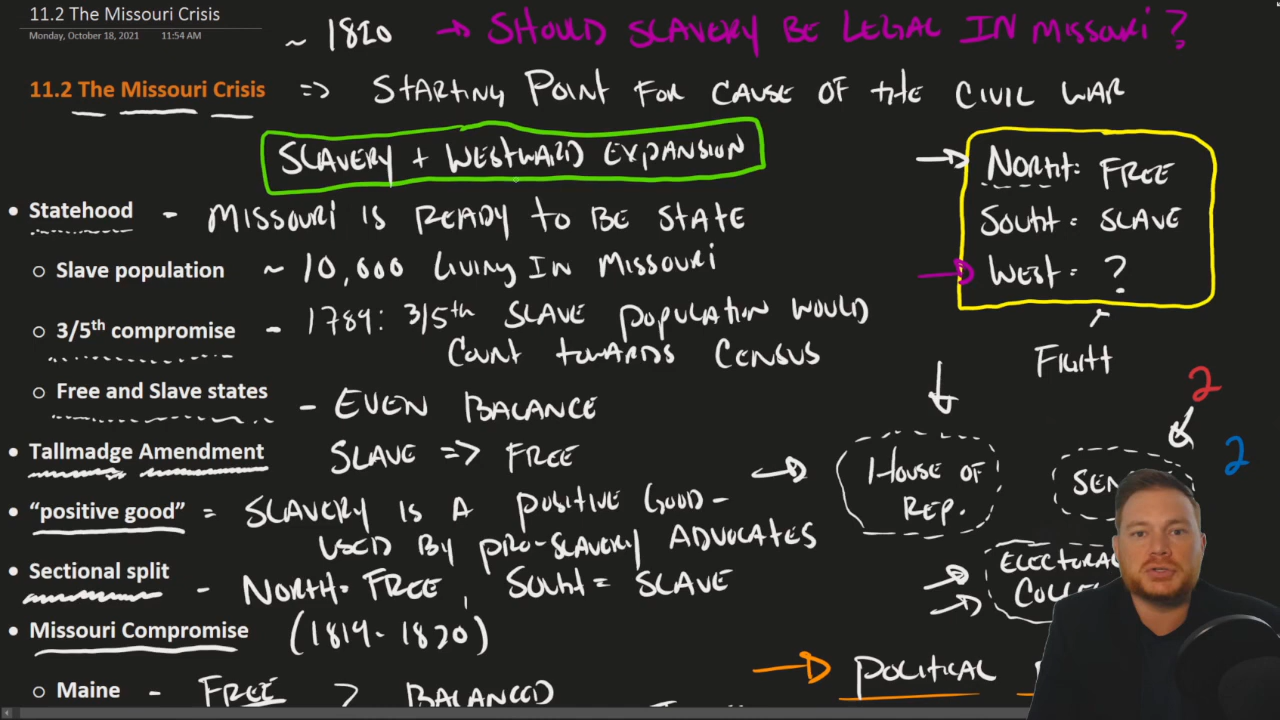 11.2 The Missouri Crisis
Monday, October 18, 2021 11:54 AM
~ 1820 → SHOULD SLAVERY BE LEGAL IN MISSOURI?
11.2 The Missouri Crisis => STARTING POINT FOR CAUSE OF THE CIVIL WAR
SLAVERY + WESTWARD EXPANSION
NORTH: FREE
SOUTH = SLAVE
WEST = ?
FIGHT
• Statehood - MISSOURI IS READY TO BE STATE
○ Slave population ~ 10,000 LIVING IN MISSOURI
○ 3/5th compromise - 1789: 3/5th SLAVE POPULATION WOULD
COUNT TOWARDS CENSUS
○ Free and Slave states - EVEN BALANCE
• Tallmadge Amendment SLAVE => FREE
• "positive good" = SLAVERY IS A POSITIVE GOOD -
USED BY PRO-SLAVERY ADVOCATES
• Sectional split - NORTH = FREE, SOUTH = SLAVE
• Missouri Compromise (1819 - 1820)
○ Maine - FREE > BALANCED
2
2
HOUSE OF
REP.
ELECTORAL
→ POLITICAL